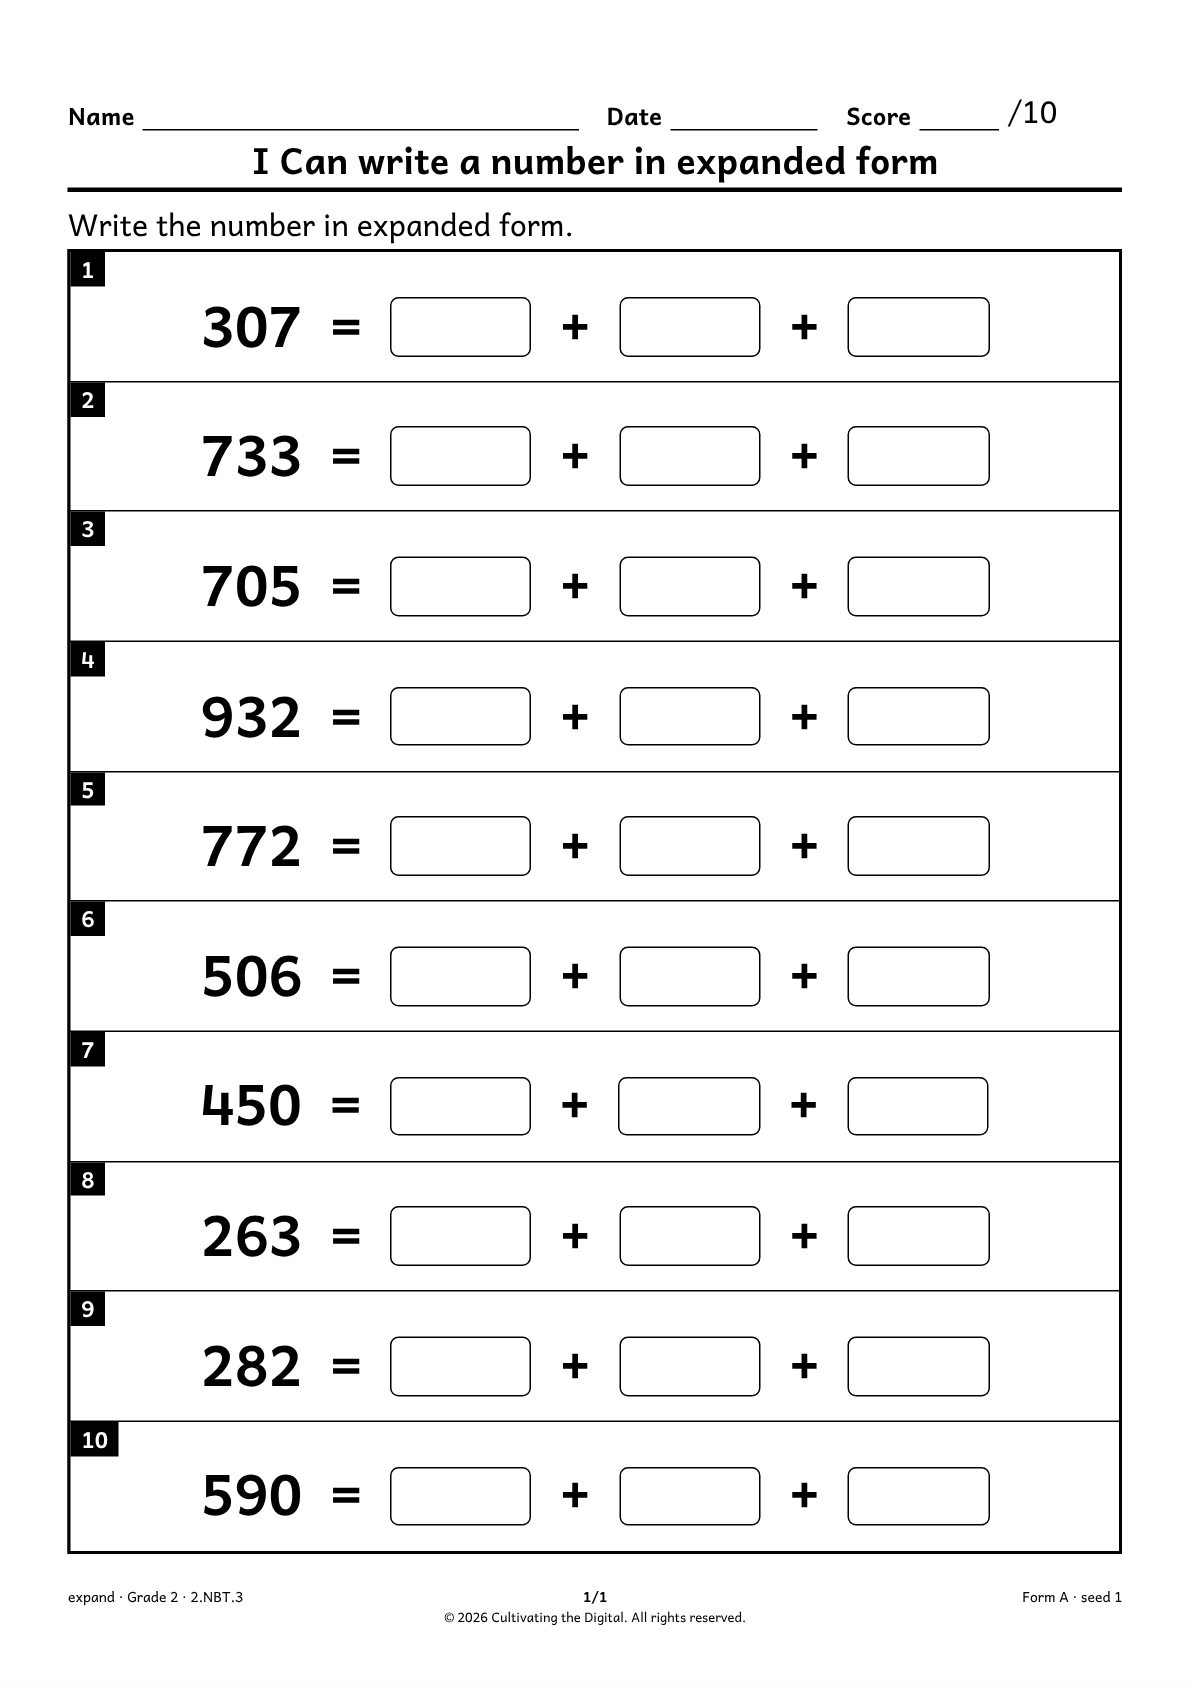 Name Date Score /10
I Can write a number in expanded form
Write the number in expanded form.
1
307 = + +
2
733 = + +
3
705 = + +
4
932 = + +
5
772 = + +
6
506 = + +
7
450 = + +
8
263 = + +
9
282 = + +
10
590 = + +
expand · Grade 2 · 2.NBT.3 1/1 Form A · seed 1
© 2026 Cultivating the Digital. All rights reserved.